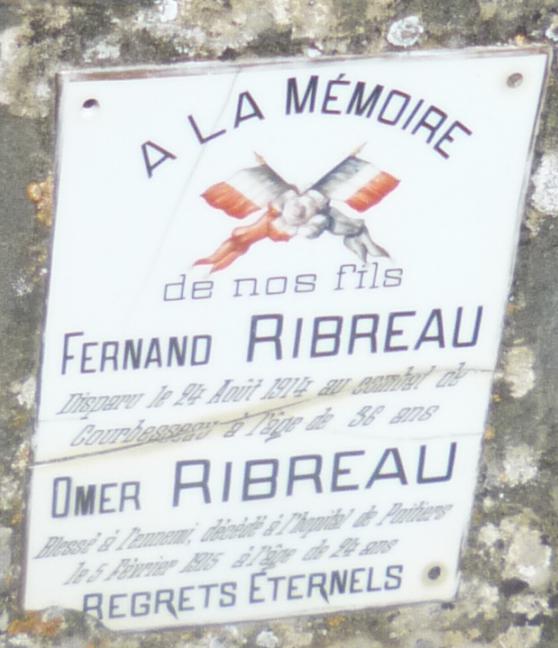 A LA MÉMOIRE
de nos fils
FERNAND RIBREAU
Disparu le 24 Août 1914 au combat de
Courbesseau à l'âge de 36 ans
OMER RIBREAU
Blessé à l'ennemi, décédé à l'hopital de Poitiers
le 5 Février 1915 à l'âge de 24 ans
REGRETS ÉTERNELS